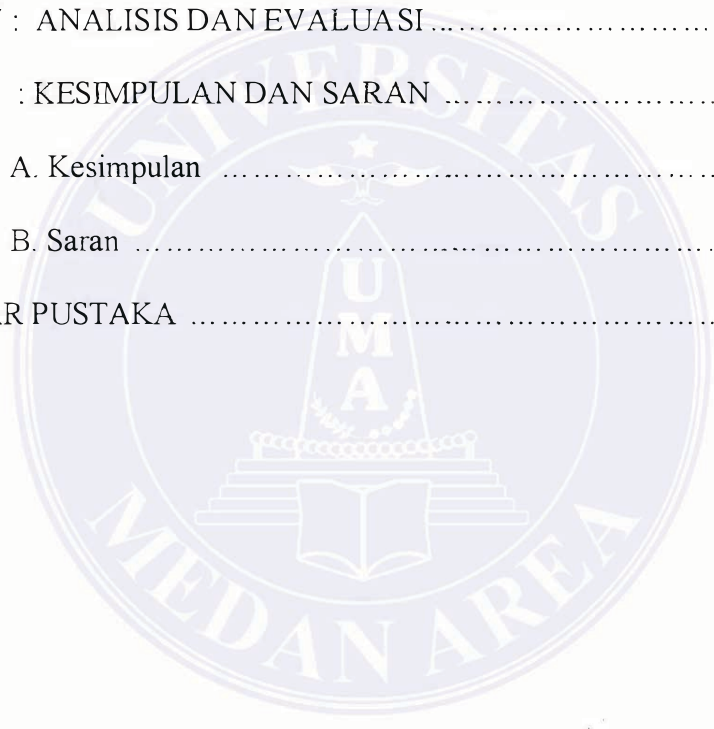 : ANALISIS DAN EVALUASI ........................
: KESIMPULAN DAN SARAN ........................
A. Kesimpulan ........................
B. Saran ........................
R PUSTAKA ........................
UNIVERSITAS
UMA
MEDAN AREA